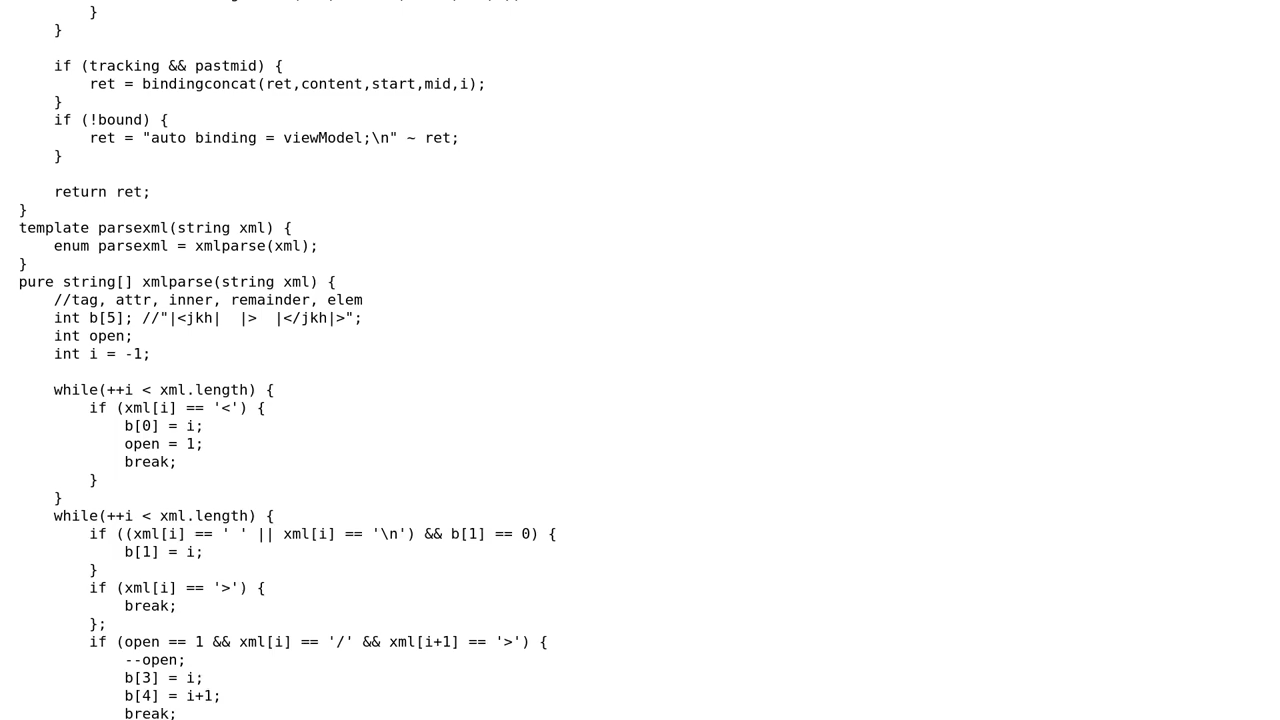 }
    }

    if (tracking && pastmid) {
        ret = bindingconcat(ret,content,start,mid,i);
    }
    if (!bound) {
        ret = "auto binding = viewModel;\n" ~ ret;
    }

    return ret;
}
template parsexml(string xml) {
    enum parsexml = xmlparse(xml);
}
pure string[] xmlparse(string xml) {
    //tag, attr, inner, remainder, elem
    int b[5]; //"|<jkh|  |>  |</jkh|>";
    int open;
    int i = -1;

    while(++i < xml.length) {
        if (xml[i] == '<') {
            b[0] = i;
            open = 1;
            break;
        }
    }
    while(++i < xml.length) {
        if ((xml[i] == ' ' || xml[i] == '\n') && b[1] == 0) {
            b[1] = i;
        }
        if (xml[i] == '>') {
            break;
        };
        if (open == 1 && xml[i] == '/' && xml[i+1] == '>') {
            --open;
            b[3] = i;
            b[4] = i+1;
            break;